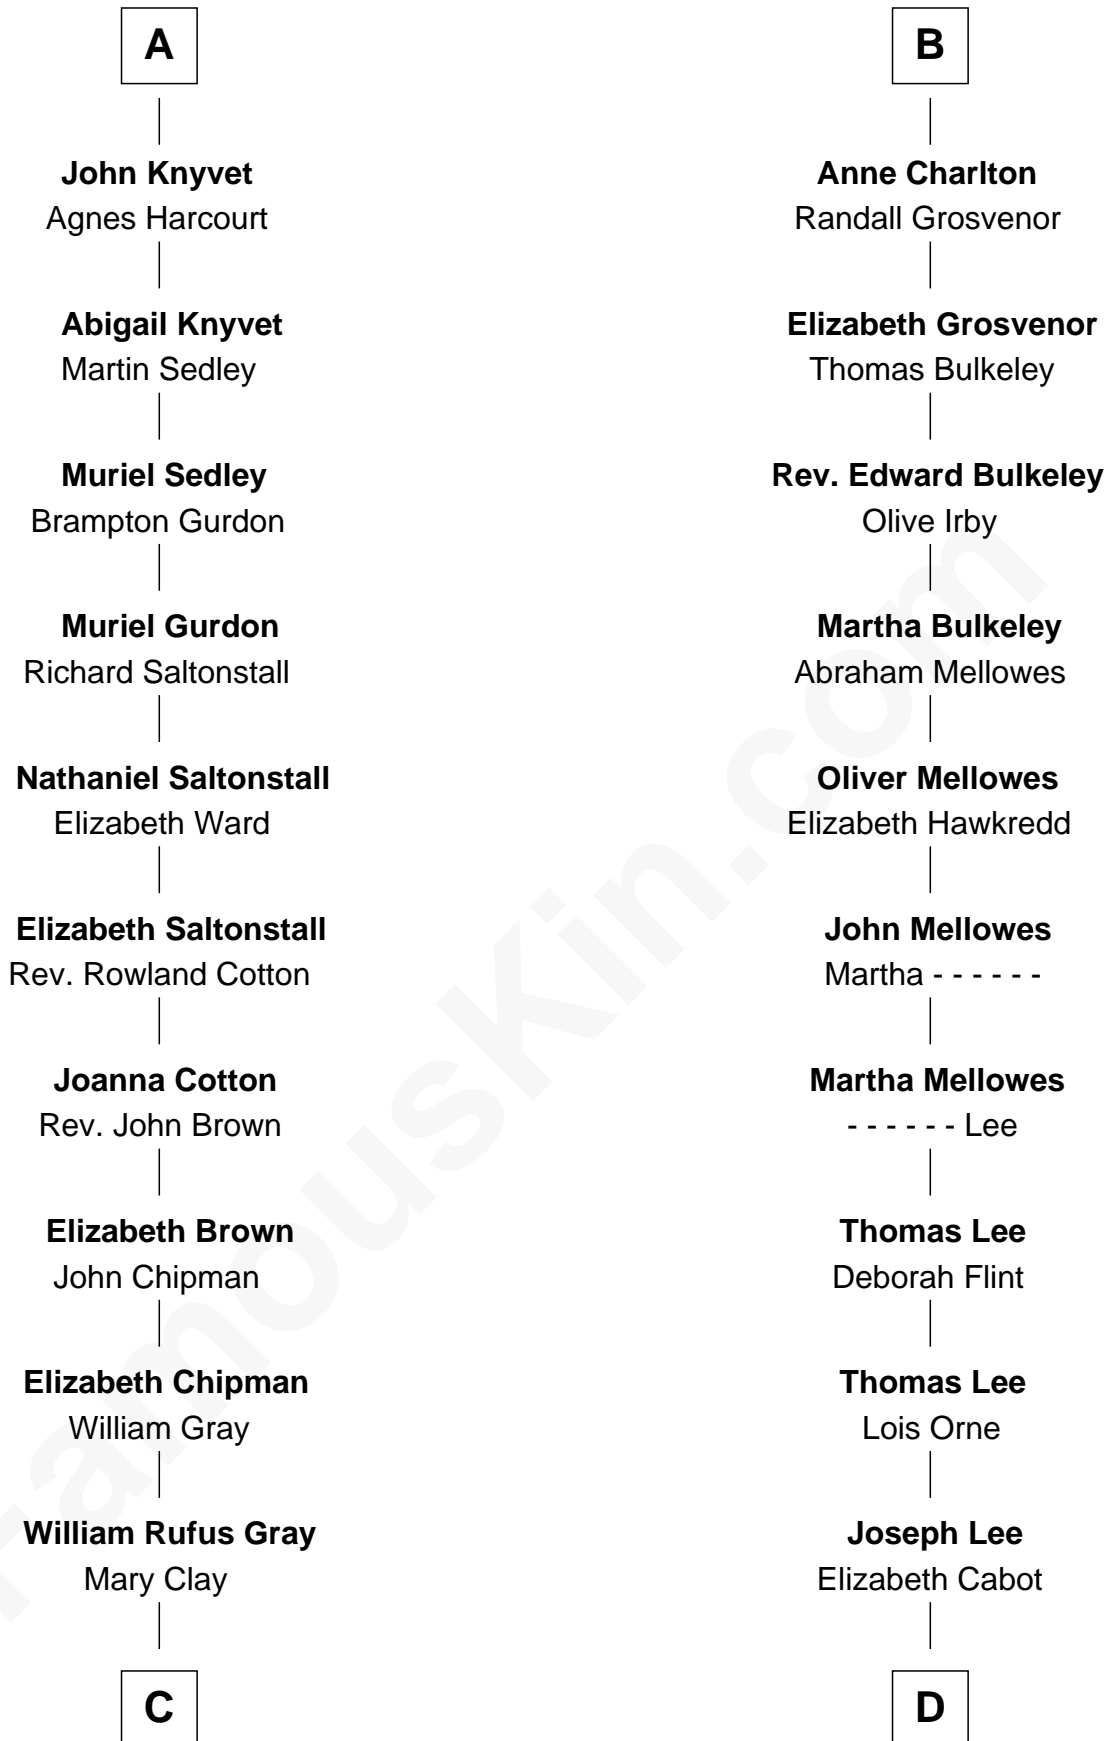 A
John Knyvet
Agnes Harcourt
Abigail Knyvet
Martin Sedley
Muriel Sedley
Brampton Gurdon
Muriel Gurdon
Richard Saltonstall
Nathaniel Saltonstall
Elizabeth Ward
Elizabeth Saltonstall
Rev. Rowland Cotton
Joanna Cotton
Rev. John Brown
Elizabeth Brown
John Chipman
Elizabeth Chipman
William Gray
William Rufus Gray
Mary Clay
C
B
Anne Charlton
Randall Grosvenor
Elizabeth Grosvenor
Thomas Bulkeley
Rev. Edward Bulkeley
Olive Irby
Martha Bulkeley
Abraham Mellowes
Oliver Mellowes
Elizabeth Hawkredd
John Mellowes
Martha - - - - - -
Martha Mellowes
- - - - - - Lee
Thomas Lee
Deborah Flint
Thomas Lee
Lois Orne
Joseph Lee
Elizabeth Cabot
D
FamousKin.com